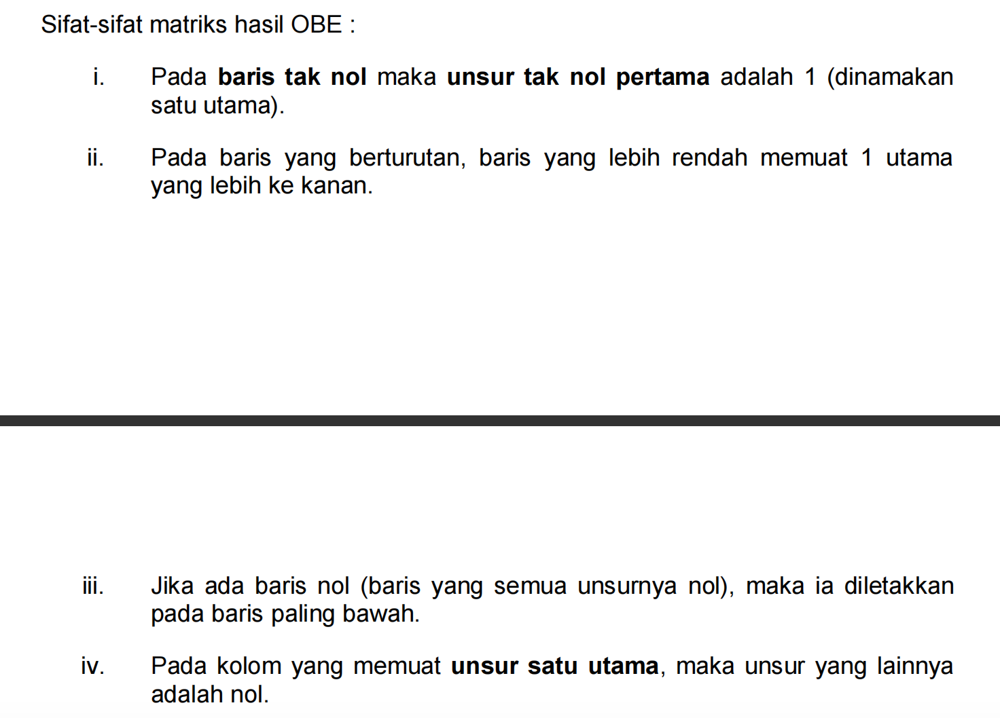 Sifat-sifat matriks hasil OBE :
i. Pada baris tak nol maka unsur tak nol pertama adalah 1 (dinamakan
satu utama).
ii. Pada baris yang berturutan, baris yang lebih rendah memuat 1 utama
yang lebih ke kanan.
iii. Jika ada baris nol (baris yang semua unsurnya nol), maka ia diletakkan
pada baris paling bawah.
iv. Pada kolom yang memuat unsur satu utama, maka unsur yang lainnya
adalah nol.